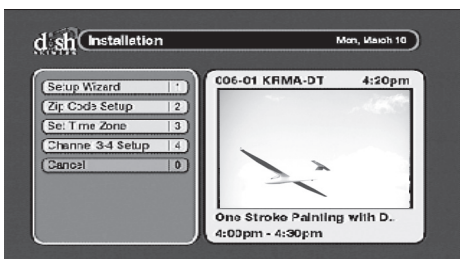 dish Installation Mon, March 10
NETWORK
Setup Wizard 1
Zip Code Setup 2
Set Time Zone 3
Channel 3-4 Setup 4
Cancel 0
006-01 KRMA-DT 4:20pm
One Stroke Painting with D..
4:00pm - 4:30pm